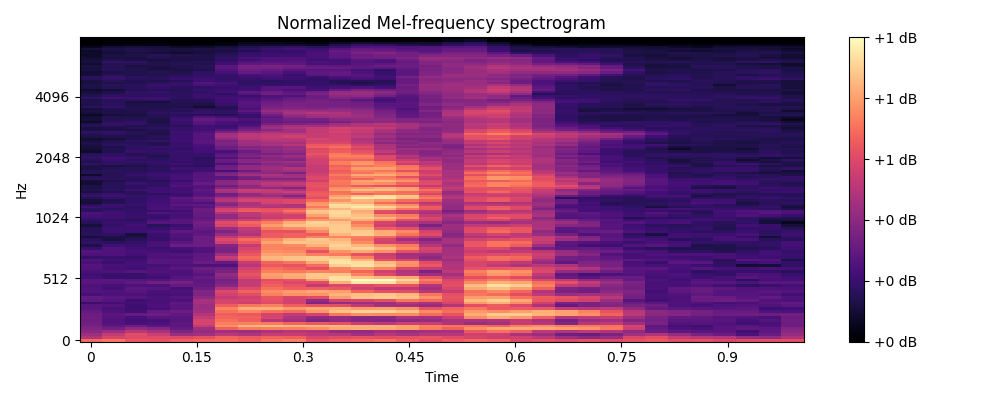 Normalized Mel-frequency spectrogram
Hz
4096
2048
1024
512
0
0 0.15 0.3 0.45 0.6 0.75 0.9
Time
+1 dB
+1 dB
+1 dB
+0 dB
+0 dB
+0 dB